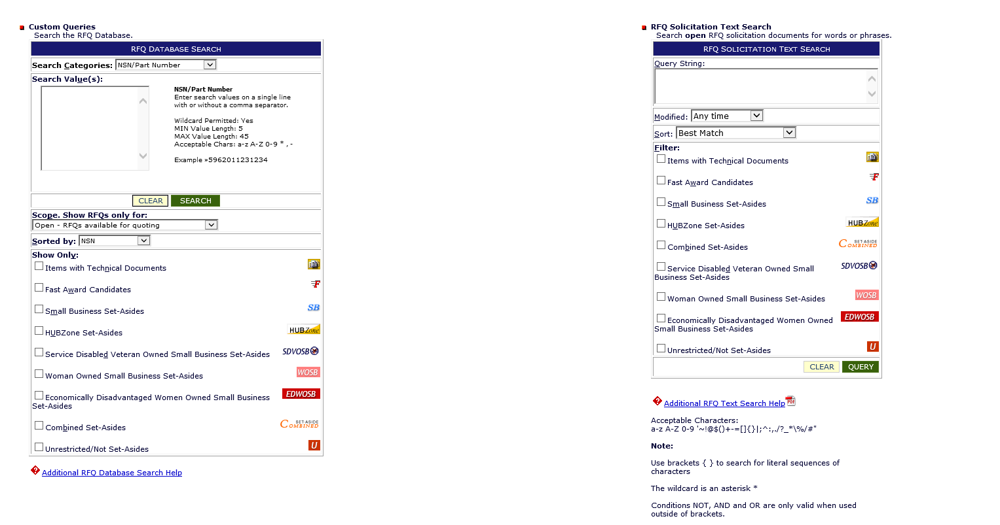 Custom Queries
Search the RFQ Database.
RFQ DATABASE SEARCH
Search Categories: NSN/Part Number
Search Value(s):
NSN/Part Number
Enter search values on a single line
with or without a comma separator.
Wildcard Permitted: Yes
MIN Value Length: 5
MAX Value Length: 45
Acceptable Chars: a-z A-Z 0-9 * , -
Example »5962011231234
CLEAR SEARCH
Scope. Show RFQs only for:
Open - RFQs available for quoting
Sorted by: NSN
Show Only:
Items with Technical Documents
Fast Award Candidates F
Small Business Set-Asides SB
HUBZone Set-Asides HUBZone
Service Disabled Veteran Owned Small Business Set-Asides SDVOSB
Woman Owned Small Business Set-Asides WOSB
Economically Disadvantaged Women Owned Small Business EDWOSB
Set-Asides
Combined Set-Asides SET-ASIDE COMBINED
Unrestricted/Not Set-Asides U
? Additional RFQ Database Search Help
RFQ Solicitation Text Search
Search open RFQ solicitation documents for words or phrases.
RFQ SOLICITATION TEXT SEARCH
Query String:
Modified: Any time
Sort: Best Match
Filter:
Items with Technical Documents
Fast Award Candidates F
Small Business Set-Asides SB
HUBZone Set-Asides HUBZone
Combined Set-Asides SET-ASIDE COMBINED
Service Disabled Veteran Owned Small SDVOSB
Business Set-Asides
Woman Owned Small Business Set-Asides WOSB
Economically Disadvantaged Women Owned EDWOSB
Small Business Set-Asides
Unrestricted/Not Set-Asides U
CLEAR QUERY
? Additional RFQ Text Search Help PDF
Acceptable Characters:
a-z A-Z 0-9 '~!@$()+-=[]{}|;^:,./?_*\%/#"
Note:
Use brackets { } to search for literal sequences of
characters
The wildcard is an asterisk *
Conditions NOT, AND and OR are only valid when used
outside of brackets.